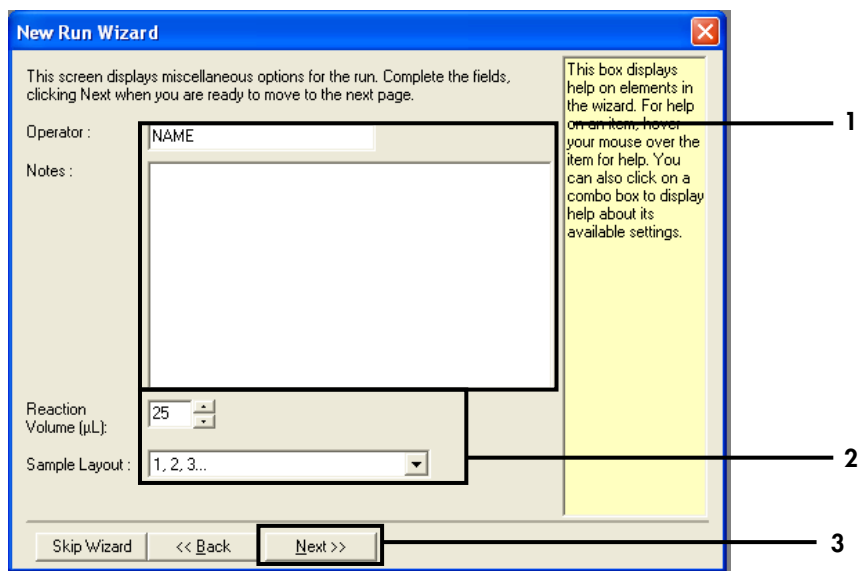 New Run Wizard
This screen displays miscellaneous options for the run. Complete the fields,
clicking Next when you are ready to move to the next page.
Operator :
NAME
Notes :
Reaction
Volume (µL):
25
Sample Layout :
1, 2, 3...
This box displays
help on elements in
the wizard. For help
on an item, hover
your mouse over the
item for help. You
can also click on a
combo box to display
help about its
available settings.
Skip Wizard
<< Back
Next >>
1
2
3